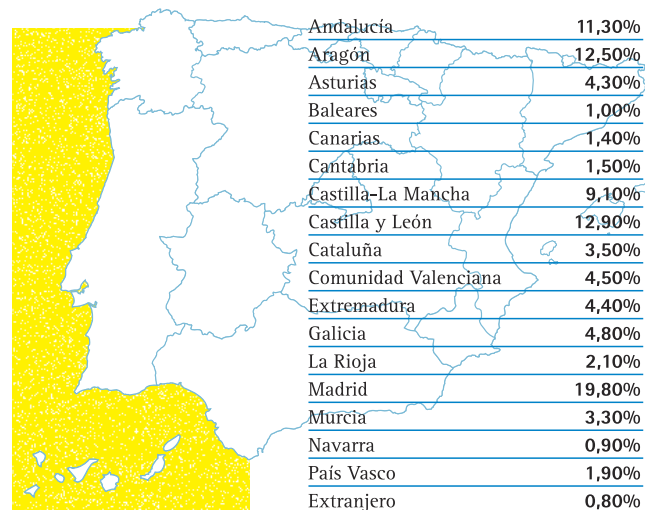 Andalucía 11,30%
Aragón 12,50%
Asturias 4,30%
Baleares 1,00%
Canarias 1,40%
Cantabria 1,50%
Castilla-La Mancha 9,10%
Castilla y León 12,90%
Cataluña 3,50%
Comunidad Valenciana 4,50%
Extremadura 4,40%
Galicia 4,80%
La Rioja 2,10%
Madrid 19,80%
Murcia 3,30%
Navarra 0,90%
País Vasco 1,90%
Extranjero 0,80%